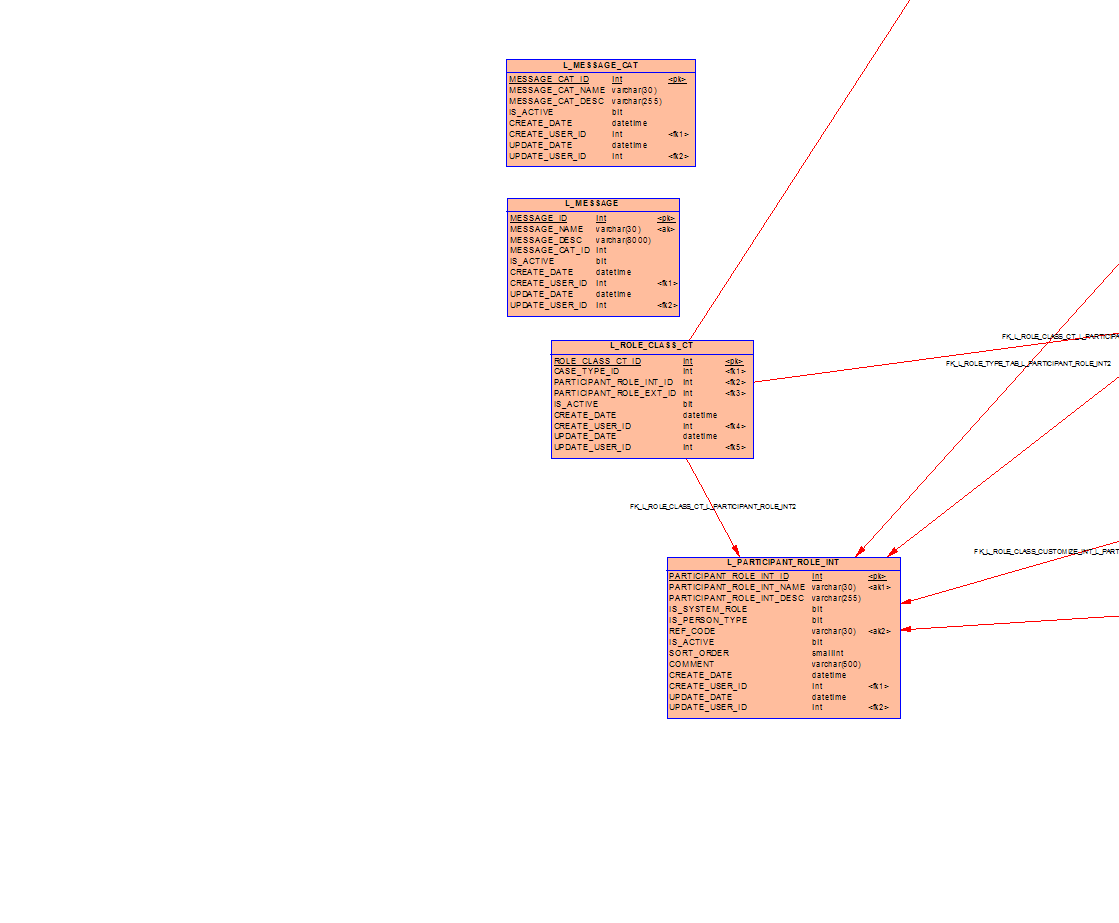 L_MESSAGE_CAT
MESSAGE_CAT_ID int <pk>
MESSAGE_CAT_NAME varchar(30)
MESSAGE_CAT_DESC varchar(255)
IS_ACTIVE bit
CREATE_DATE datetime
CREATE_USER_ID int <fk1>
UPDATE_DATE datetime
UPDATE_USER_ID int <fk2>
L_MESSAGE
MESSAGE_ID int <pk>
MESSAGE_NAME varchar(30) <ak>
MESSAGE_DESC varchar(8000)
MESSAGE_CAT_ID int
IS_ACTIVE bit
CREATE_DATE datetime
CREATE_USER_ID int <fk1>
UPDATE_DATE datetime
UPDATE_USER_ID int <fk2>
FK_L_ROLE_CLASS_CT_L_PARTICIPA
L_ROLE_CLASS_CT
ROLE_CLASS_CT_ID int <pk>
CASE_TYPE_ID int <fk1>
PARTICIPANT_ROLE_INT_ID int <fk2>
PARTICIPANT_ROLE_EXT_ID int <fk3>
IS_ACTIVE bit
CREATE_DATE datetime
CREATE_USER_ID int <fk4>
UPDATE_DATE datetime
UPDATE_USER_ID int <fk5>
FK_L_ROLE_TYPE_TAB_L_PARTICIPANT_ROLE_INT2
FK_L_ROLE_CLASS_CT_L_PARTICIPANT_ROLE_INT2
FK_L_ROLE_CLASS_CUSTOMIZE_INT_L_PART
L_PARTICIPANT_ROLE_INT
PARTICIPANT_ROLE_INT_ID int <pk>
PARTICIPANT_ROLE_INT_NAME varchar(30) <ak1>
PARTICIPANT_ROLE_INT_DESC varchar(255)
IS_SYSTEM_ROLE bit
IS_PERSON_TYPE bit
REF_CODE varchar(30) <ak2>
IS_ACTIVE bit
SORT_ORDER smallint
COMMENT varchar(500)
CREATE_DATE datetime
CREATE_USER_ID int <fk1>
UPDATE_DATE datetime
UPDATE_USER_ID int <fk2>